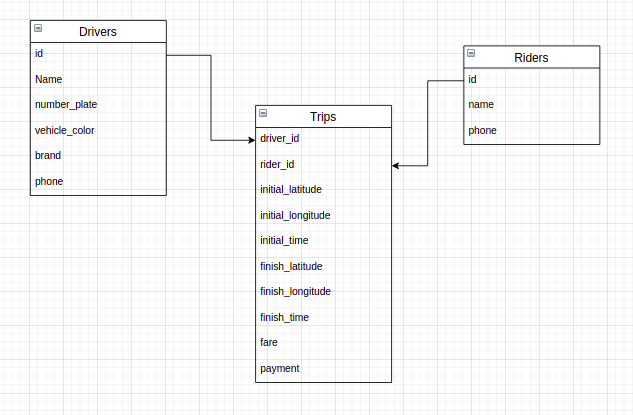 Drivers
id
Name
number_plate
vehicle_color
brand
phone
Riders
id
name
phone
Trips
driver_id
rider_id
initial_latitude
initial_longitude
initial_time
finish_latitude
finish_longitude
finish_time
fare
payment